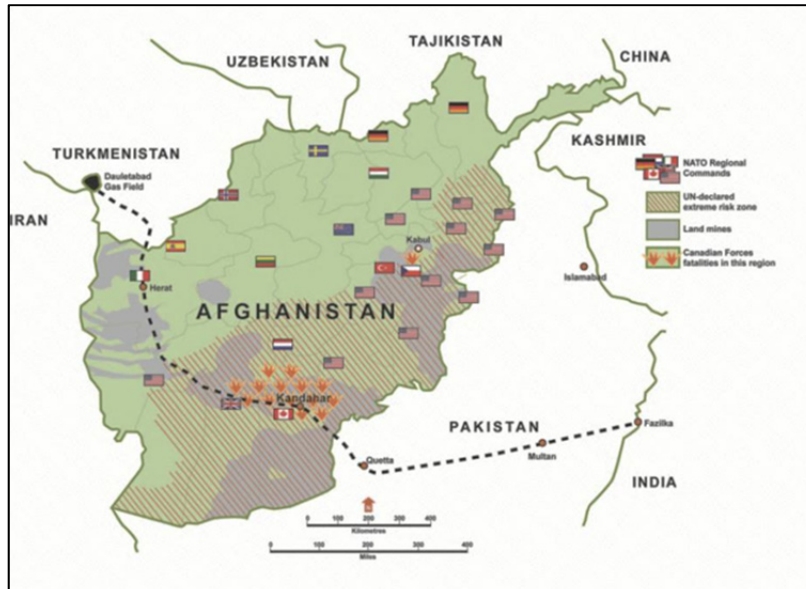 TAJIKISTAN
UZBEKISTAN
CHINA
KASHMIR
TURKMENISTAN
Dauletabad
Gas Field
NATO Regional
Commands
UN-declared
extreme risk zone
Land mines
Canadian Forces
fatalities in this region
IRAN
Kabul
Islamabad
Herat
AFGHANISTAN
Kandahar
PAKISTAN
Fazilka
Multan
Quetta
INDIA
100 0 100 200 300 400
Kilometres
100 0 100 200 300 400
Miles